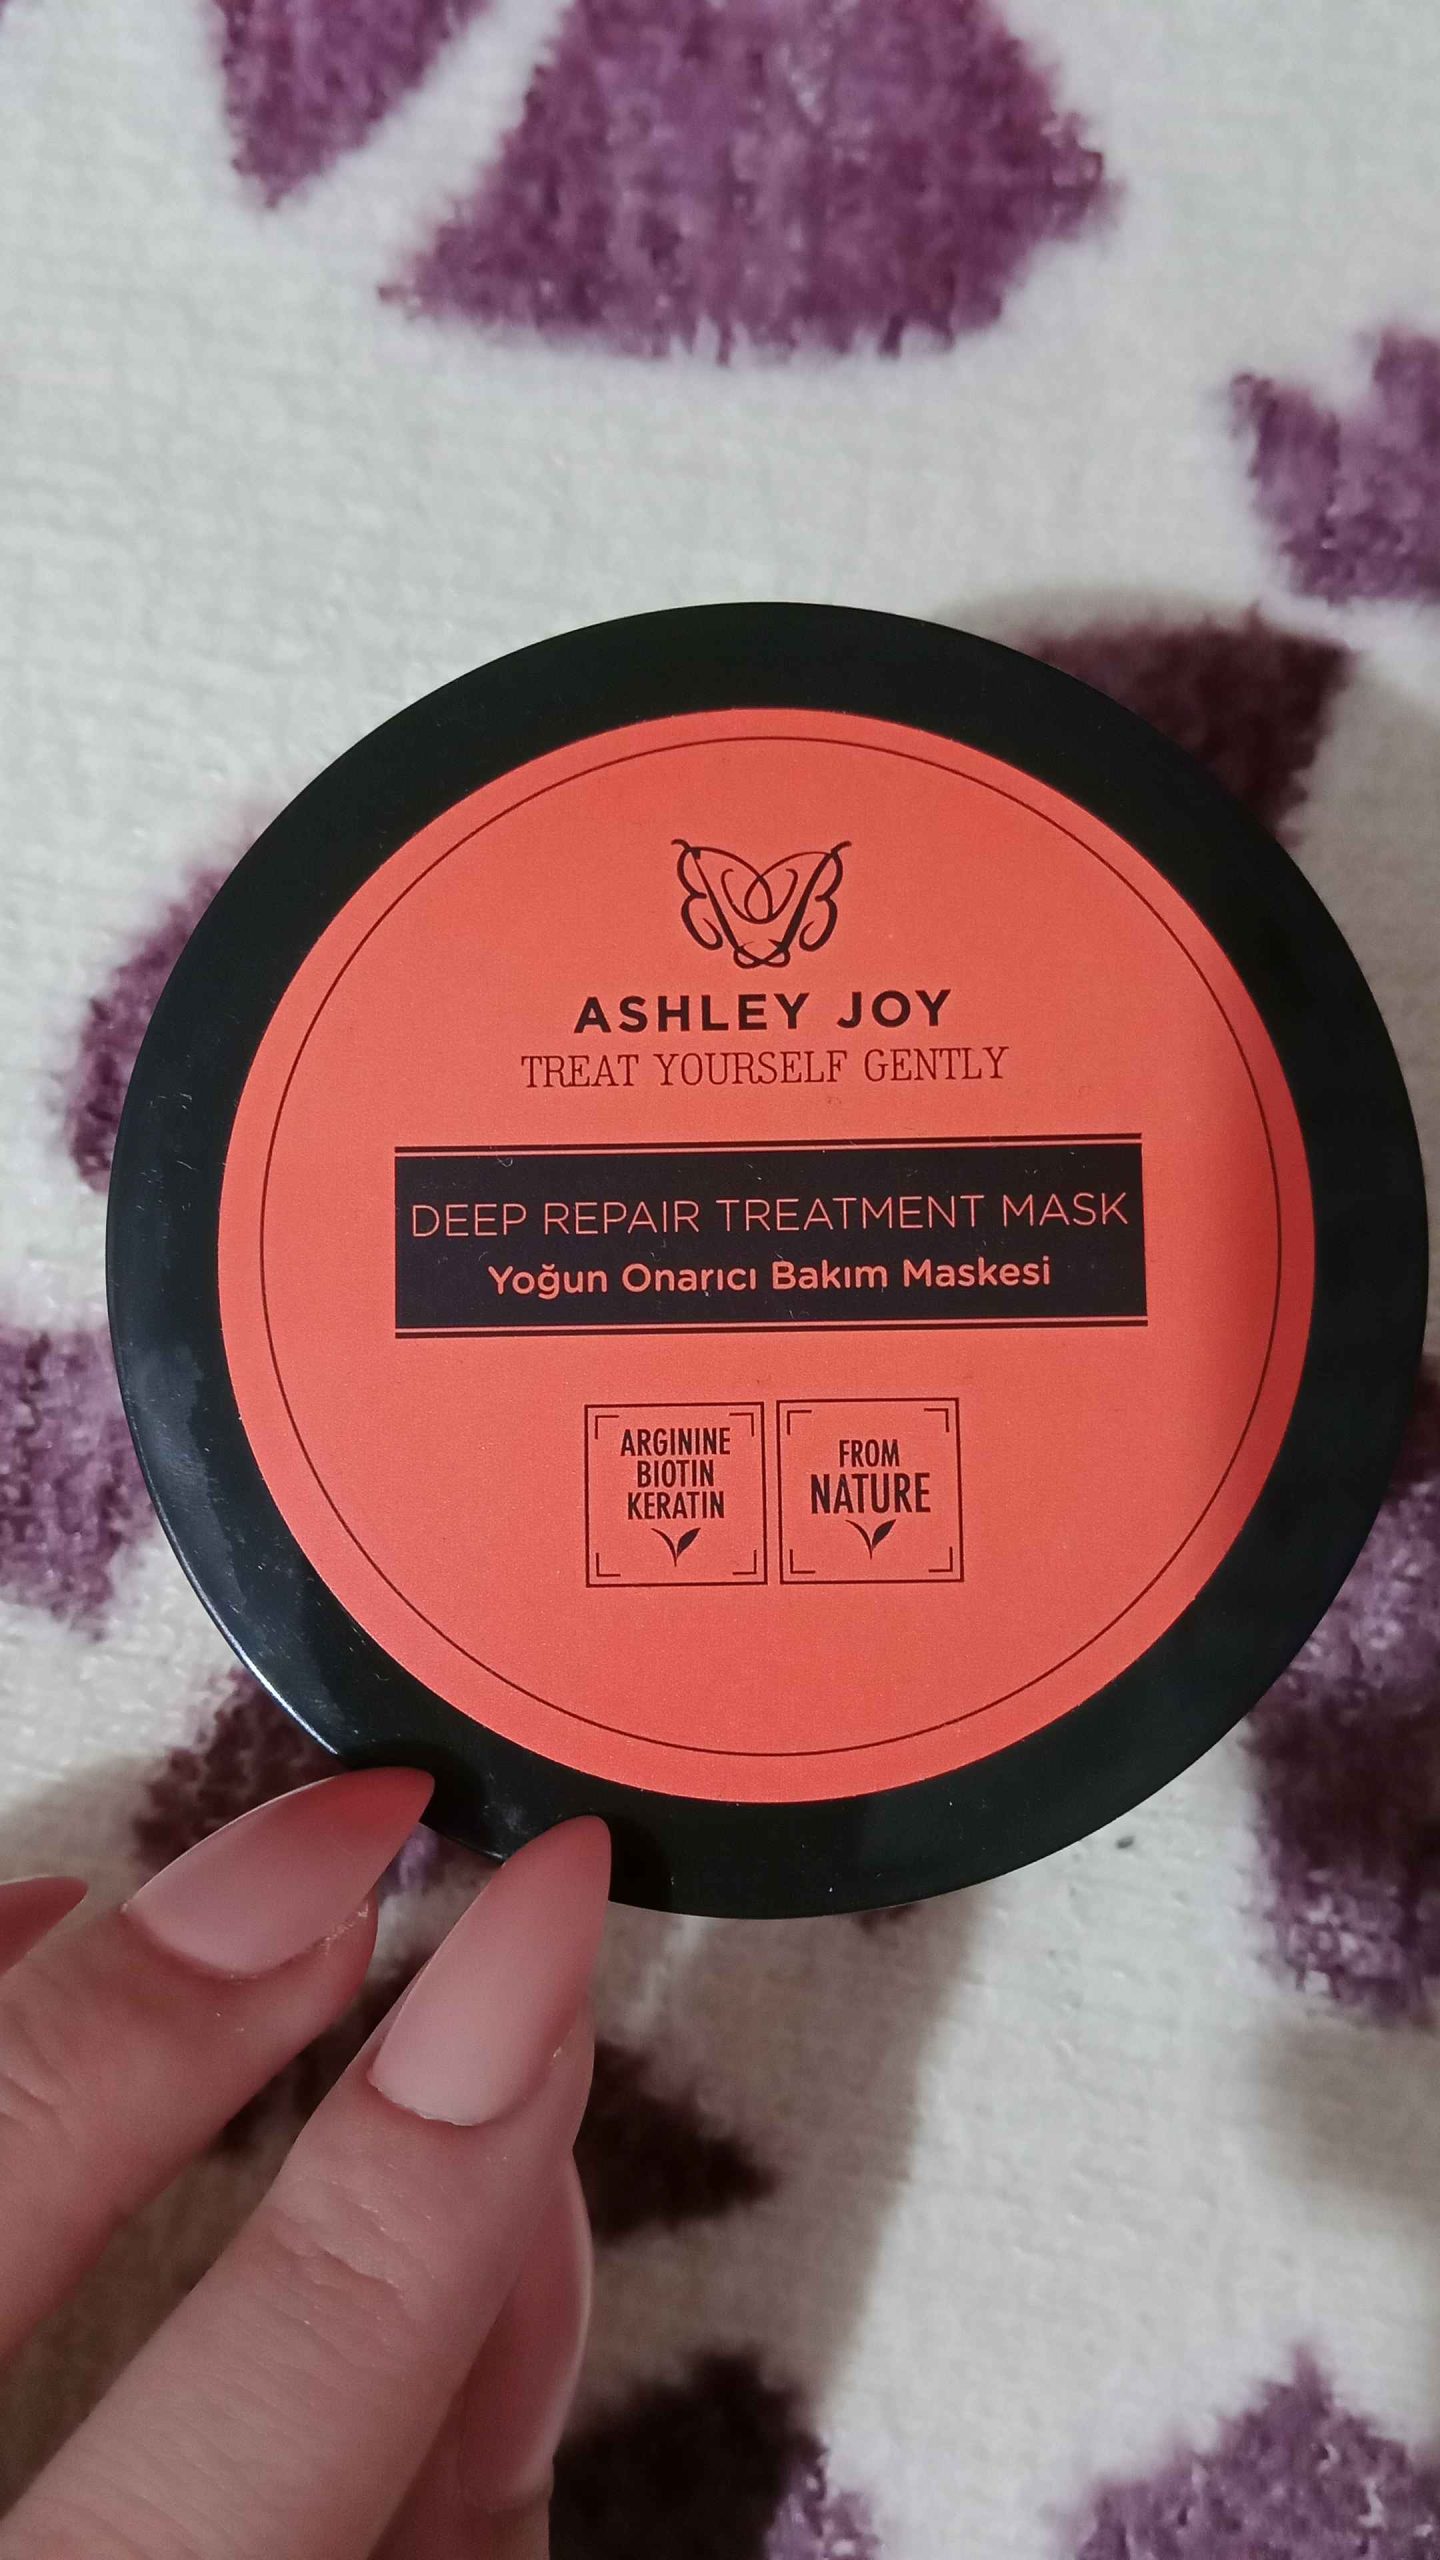 ASHLEY JOY
TREAT YOURSELF GENTLY
DEEP REPAIR TREATMENT MASK
Yoğun Onarıcı Bakım Maskesi
ARGININE
BIOTIN
KERATIN
FROM
NATURE